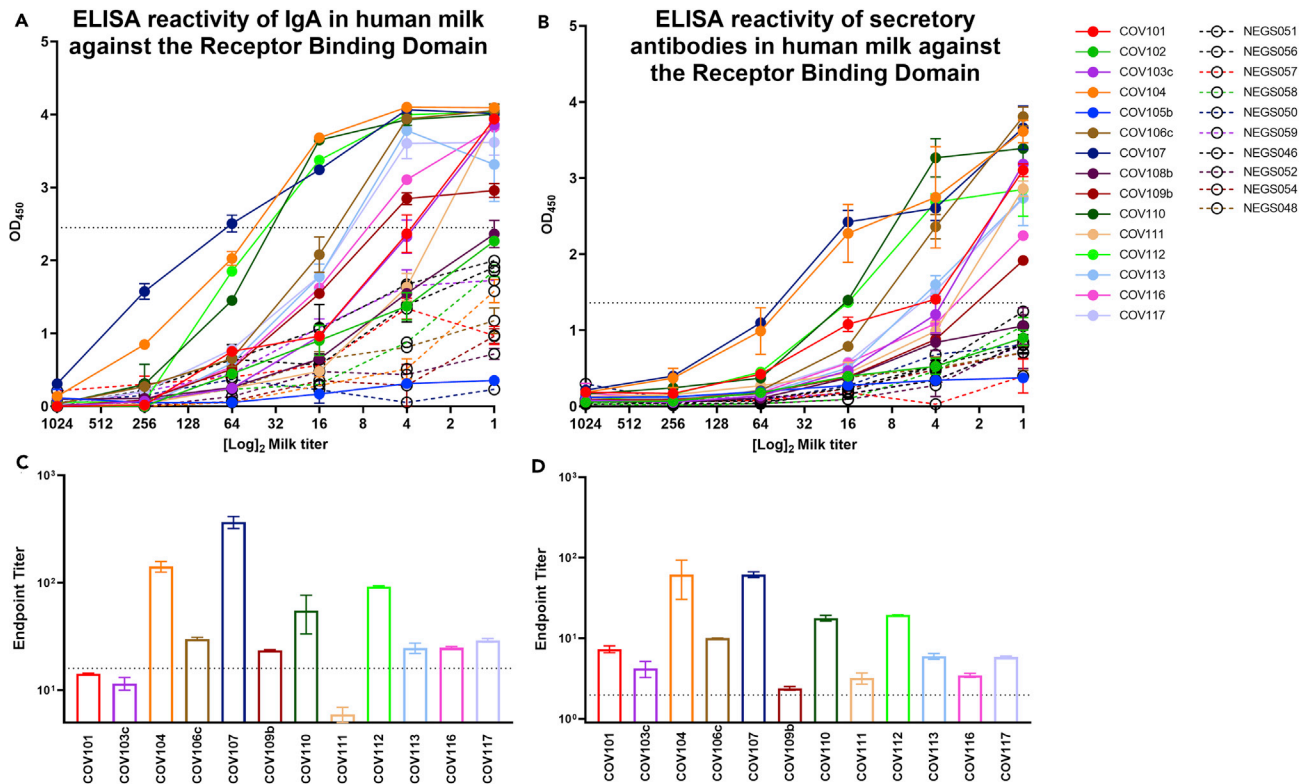 A
ELISA reactivity of IgA in human milk
against the Receptor Binding Domain
5
4
3
2
1
0
OD450
1024
512
256
128
64
32
16
8
4
2
1
[Log]2 Milk titer
B
ELISA reactivity of secretory
antibodies in human milk against
the Receptor Binding Domain
5
4
3
2
1
0
OD450
1024
512
256
128
64
32
16
8
4
2
1
[Log]2 Milk titer
COV101
COV102
COV103c
COV104
COV105b
COV106c
COV107
COV108b
COV109b
COV110
COV111
COV112
COV113
COV116
COV117
NEGS051
NEGS056
NEGS057
NEGS058
NEGS050
NEGS059
NEGS046
NEGS052
NEGS054
NEGS048
C
10³
10²
10¹
Endpoint Titer
COV101
COV103c
COV104
COV106c
COV107
COV109b
COV110
COV111
COV112
COV113
COV116
COV117
D
10³
10²
10¹
10⁰
Endpoint Titer
COV101
COV103c
COV104
COV106c
COV107
COV109b
COV110
COV111
COV112
COV113
COV116
COV117